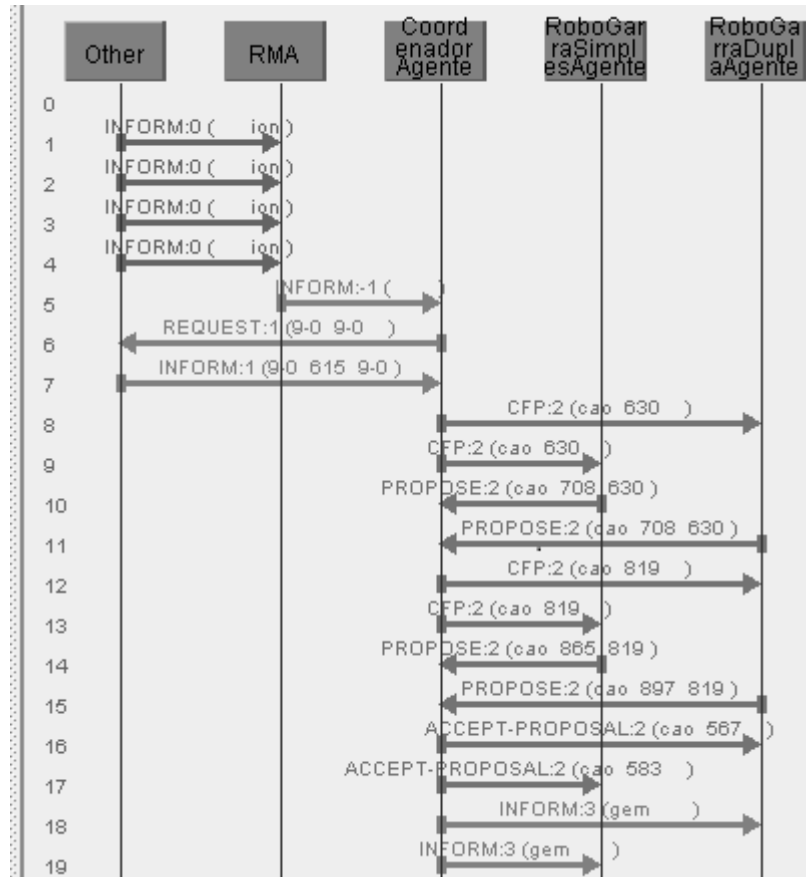 Other
RMA
Coord
enador
Agente
RoboGar
raSimpl
esAgente
RoboGa
rraDupl
aAgente
0
INFORM:0 ( ion )
1
INFORM:0 ( ion )
2
INFORM:0 ( ion )
3
INFORM:0 ( ion )
4
INFORM:-1 ( )
5
REQUEST:1 (9-0 9-0 )
6
INFORM:1 (9-0 615 9-0 )
7
CFP:2 (cao 630 )
8
CFP:2 (cao 630 )
9
PROPOSE:2 (cao 708 630 )
10
PROPOSE:2 (cao 708 630 )
11
CFP:2 (cao 819 )
12
CFP:2 (cao 819 )
13
PROPOSE:2 (cao 865 819 )
14
PROPOSE:2 (cao 897 819 )
15
ACCEPT-PROPOSAL:2 (cao 567 )
16
ACCEPT-PROPOSAL:2 (cao 583 )
17
INFORM:3 (gem )
18
INFORM:3 (gem )
19